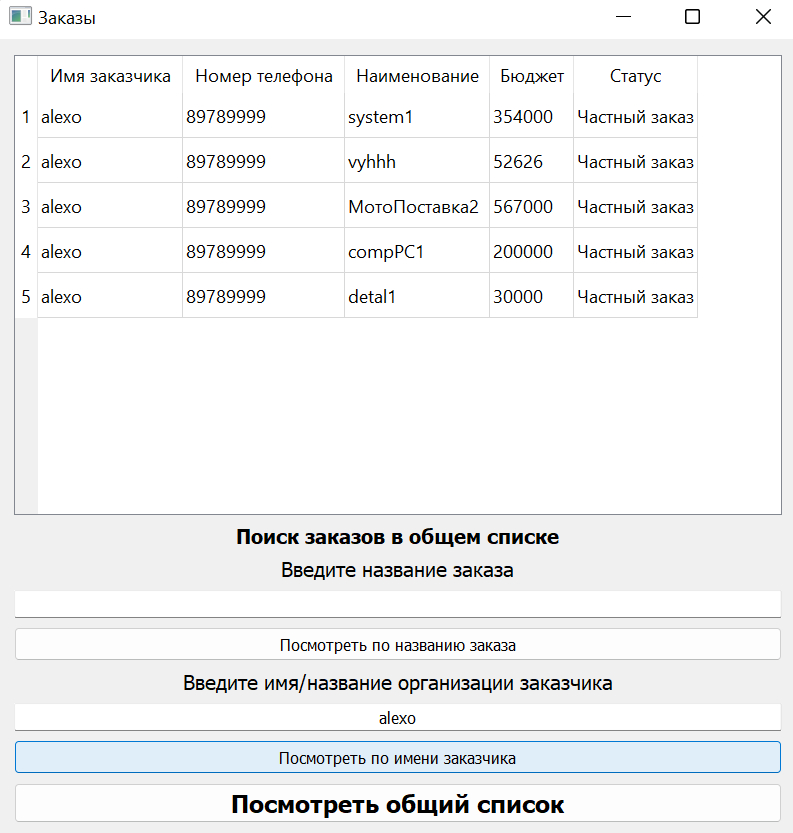 Заказы
Имя заказчика Номер телефона Наименование Бюджет Статус
1 alexo 89789999 system1 354000 Частный заказ
2 alexo 89789999 vyhhh 52626 Частный заказ
3 alexo 89789999 МотоПоставка2 567000 Частный заказ
4 alexo 89789999 compPC1 200000 Частный заказ
5 alexo 89789999 detal1 30000 Частный заказ
Поиск заказов в общем списке
Введите название заказа
Посмотреть по названию заказа
Введите имя/название организации заказчика
alexo
Посмотреть по имени заказчика
Посмотреть общий список